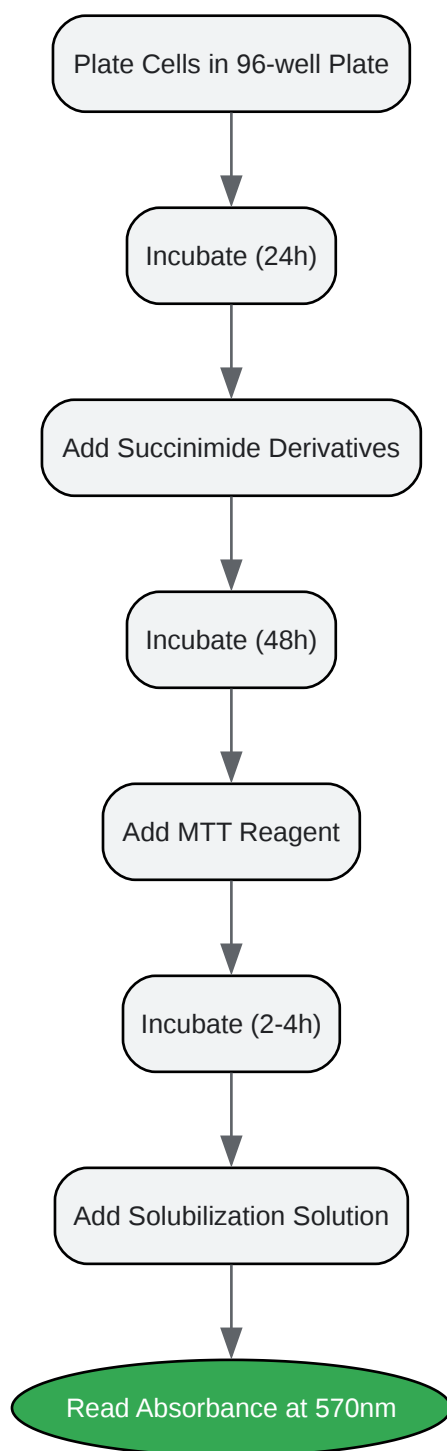 Plate Cells in 96-well Plate
Incubate (24h)
Add Succinimide Derivatives
Incubate (48h)
Add MTT Reagent
Incubate (2-4h)
Add Solubilization Solution
Read Absorbance at 570nm